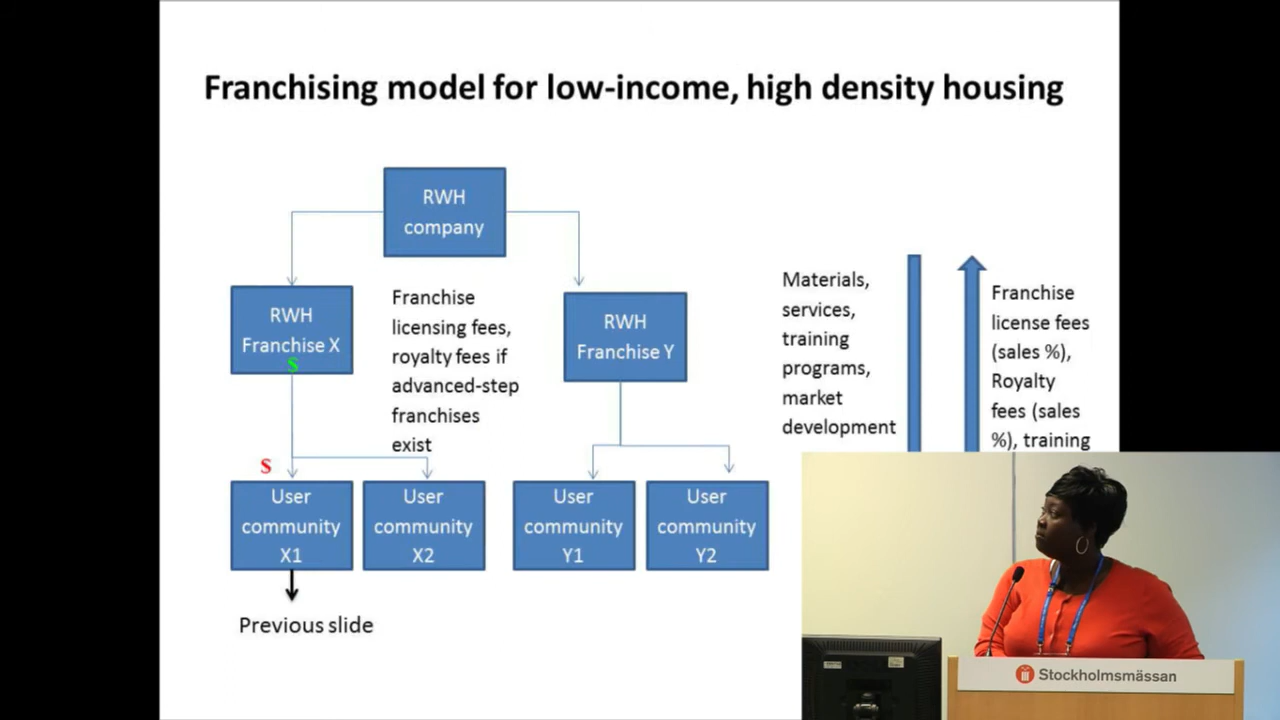 Franchising model for low-income, high density housing
RWH
company
RWH
Franchise X
$
Franchise
licensing fees,
royalty fees if
advanced-step
franchises
exist
RWH
Franchise Y
Materials,
services,
training
programs,
market
development
Franchise
license fees
(sales %),
Royalty
fees (sales
%), training
$
User
community
X1
User
community
X2
User
community
Y1
User
community
Y2
Previous slide
Stockholmsmässan